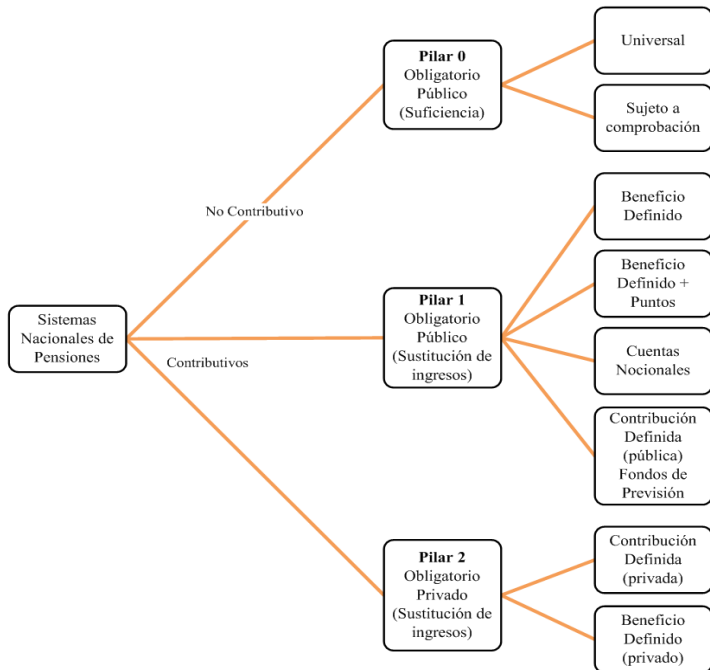 Sistemas
Nacionales de
Pensiones
No Contributivo
Contributivos
Pilar 0
Obligatorio
Público
(Suficiencia)
Universal
Sujeto a
comprobación
Pilar 1
Obligatorio
Público
(Sustitución de
ingresos)
Beneficio
Definido
Beneficio
Definido +
Puntos
Cuentas
Nocionales
Contribución
Definida
(pública)
Fondos de
Previsión
Pilar 2
Obligatorio
Privado
(Sustitución de
ingresos)
Contribución
Definida
(privada)
Beneficio
Definido
(privado)